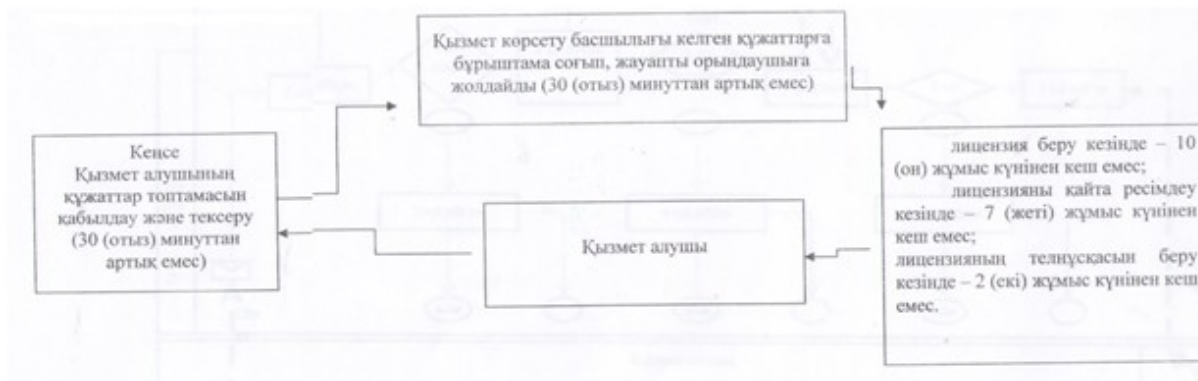 Қызмет көрсету басшылығы келген құжаттарға
бұрыштама соғып, жауапты орындаушыға
жолдайды (30 (отыз) минуттан артық емес)
Кеңсе
Қызмет алушының
құжаттар топтамасын
қабылдау және тексеру
(30 (отыз) минуттан
артық емес)
Қызмет алушы
лицензия беру кезінде – 10
(он) жұмыс күнінен кеш емес;
лицензияны қайта ресімдеу
кезінде – 7 (жеті) жұмыс күнінен
кеш емес;
лицензияның телнұсқасын беру
кезінде – 2 (екі) жұмыс күнінен кеш
емес.